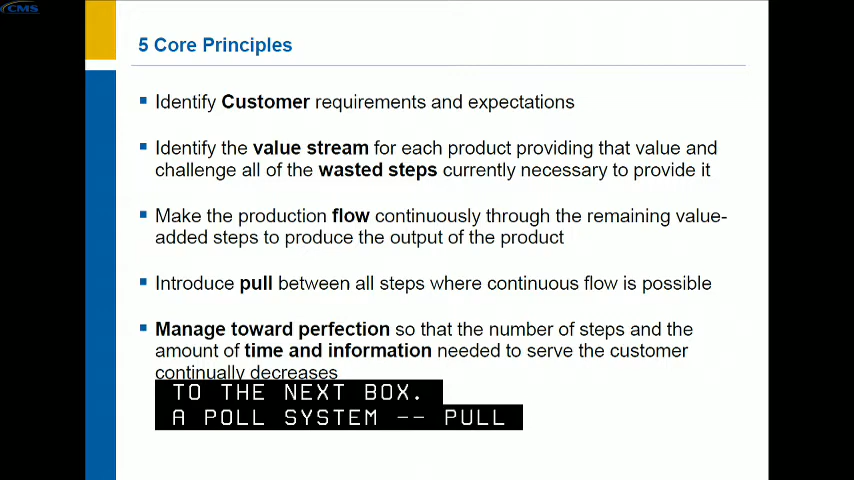 CMS
5 Core Principles
Identify Customer requirements and expectations
Identify the value stream for each product providing that value and
challenge all of the wasted steps currently necessary to provide it
Make the production flow continuously through the remaining value-
added steps to produce the output of the product
Introduce pull between all steps where continuous flow is possible
Manage toward perfection so that the number of steps and the
amount of time and information needed to serve the customer
continually decreases
TO THE NEXT BOX.
A POLL SYSTEM -- PULL